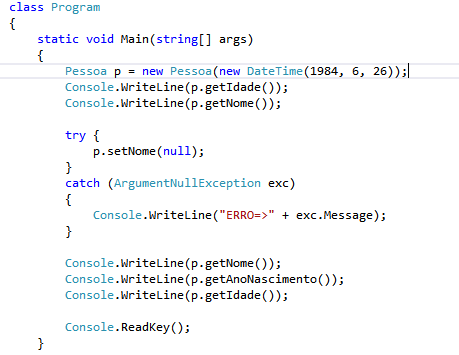 class Program
{
    static void Main(string[] args)
    {
        Pessoa p = new Pessoa(new DateTime(1984, 6, 26));
        Console.WriteLine(p.getIdade());
        Console.WriteLine(p.getNome());

        try {
            p.setNome(null);
        }
        catch (ArgumentNullException exc)
        {
            Console.WriteLine("ERRO=>" + exc.Message);
        }

        Console.WriteLine(p.getNome());
        Console.WriteLine(p.getAnoNascimento());
        Console.WriteLine(p.getIdade());

        Console.ReadKey();
    }